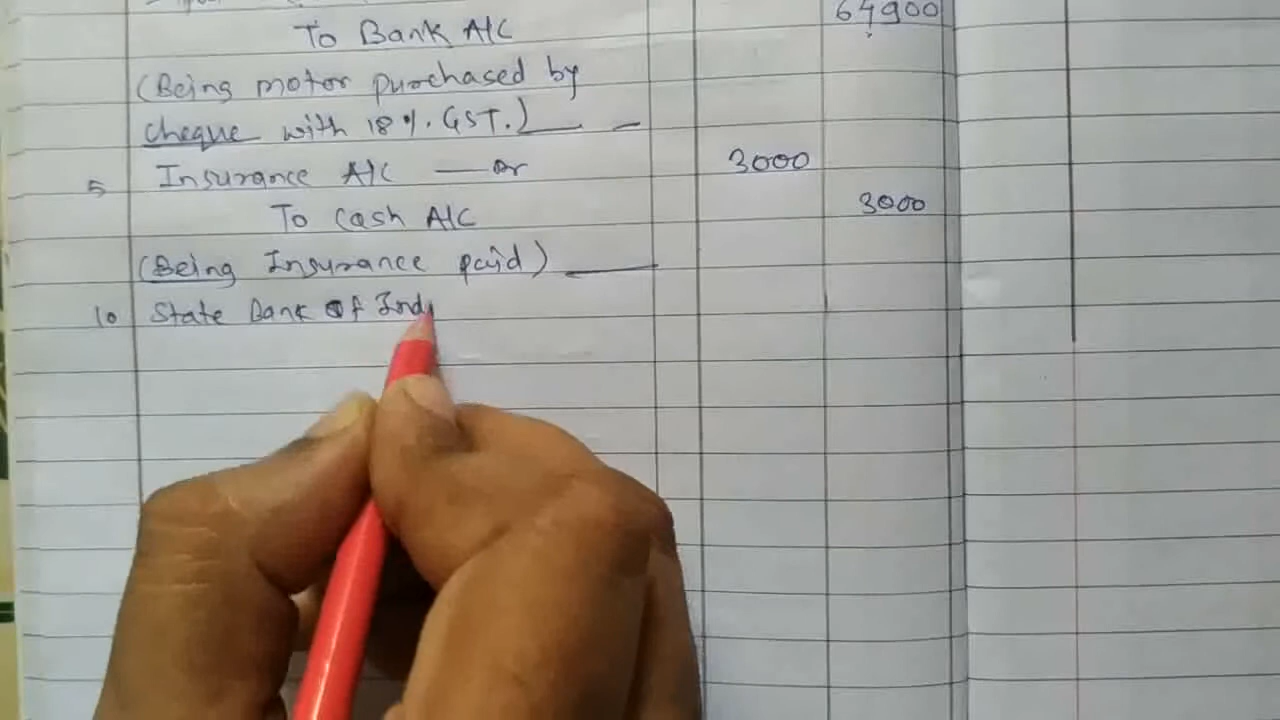 64900
To Bank A/C
(Being motor purchased by
cheque with 18%. GST.)
5 Insurance A/C — Dr 3000
To Cash A/C 3000
(Being Insurance paid)
10 State Bank of Indi